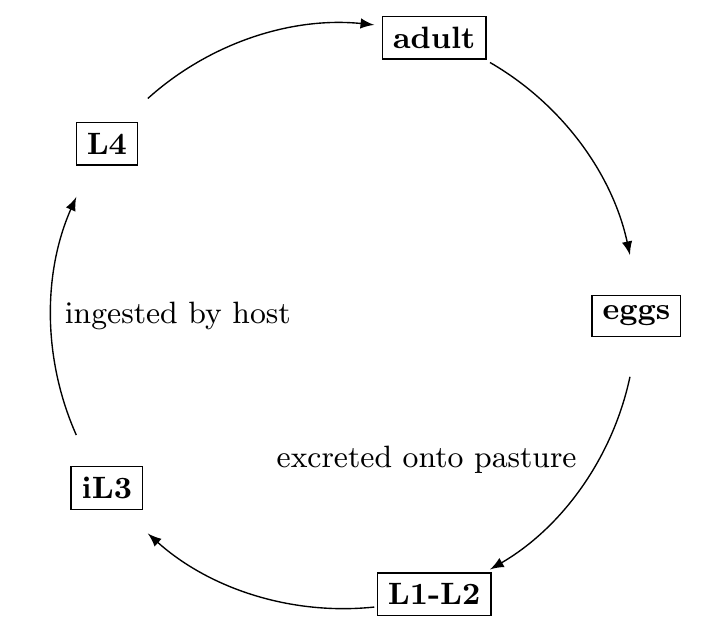 adult
L4
eggs
ingested by host
excreted onto pasture
iL3
L1-L2